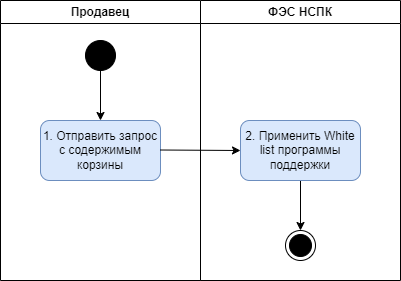 Продавец
ФЭС НСПК
1. Отправить запрос
с содержимым
корзины
2. Применить White
list программы
поддержки